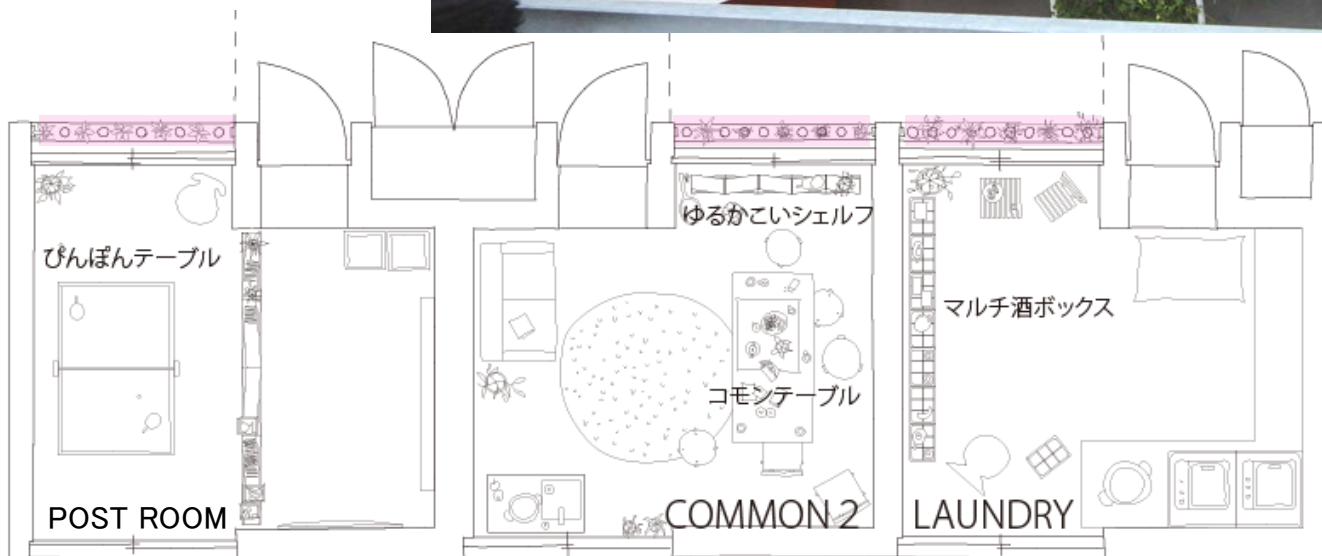 ゆるかこいシェルフ
ぴんぽんテーブル
マルチ酒ボックス
コモンテーブル
POST ROOM
COMMON 2
LAUNDRY